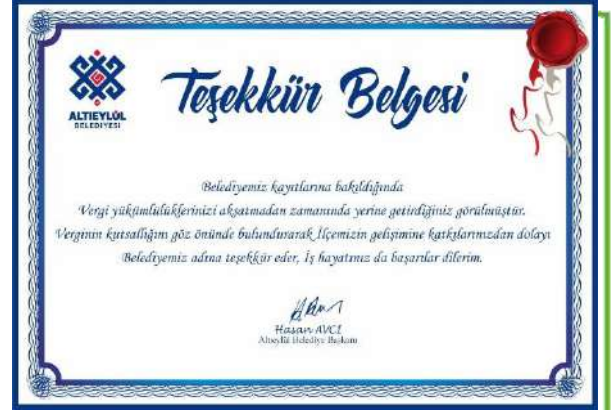 ALTIEYLÜL
BELEDİYESİ
Teşekkür Belgesi
Belediyemiz kayıtlarına bakıldığında
Vergi yükümlülüklerinizi aksatmadan zamanında yerine getirdiğiniz görülmüştür.
Verginin kutsallığını göz önünde bulundurarak İlçemizin gelişimine katkılarınızdan dolayı
Belediyemiz adına teşekkür eder, İş hayatınız da başarılar dilerim.
Hasan AVCI
Altıeylül Belediye Başkanı